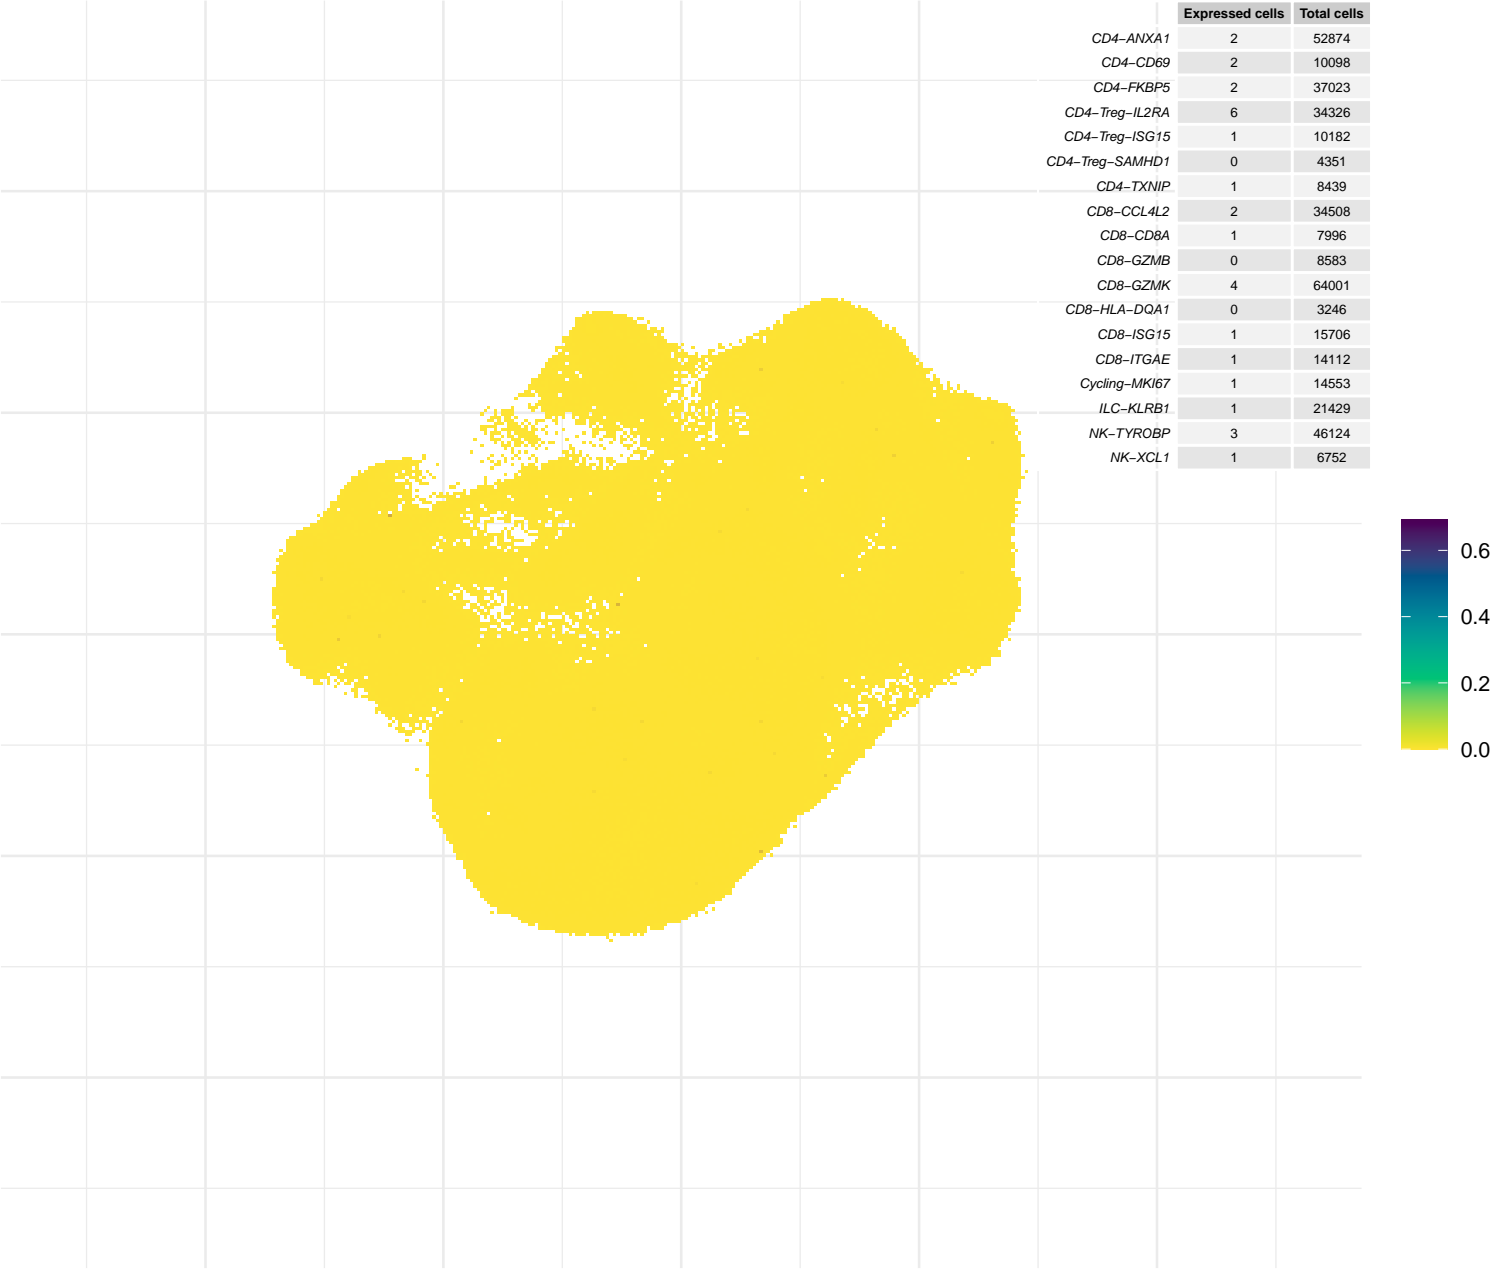 Expressed cells Total cells
CD4−ANXA1 2 52874
CD4−CD69 2 10098
CD4−FKBP5 2 37023
CD4−Treg−IL2RA 6 34326
CD4−Treg−ISG15 1 10182
CD4−Treg−SAMHD1 0 4351
CD4−TXNIP 1 8439
CD8−CCL4L2 2 34508
CD8−CD8A 1 7996
CD8−GZMB 0 8583
CD8−GZMK 4 64001
CD8−HLA−DQA1 0 3246
CD8−ISG15 1 15706
CD8−ITGAE 1 14112
Cycling−MKI67 1 14553
ILC−KLRB1 1 21429
NK−TYROBP 3 46124
NK−XCL1 1 6752
0.6
0.4
0.2
0.0